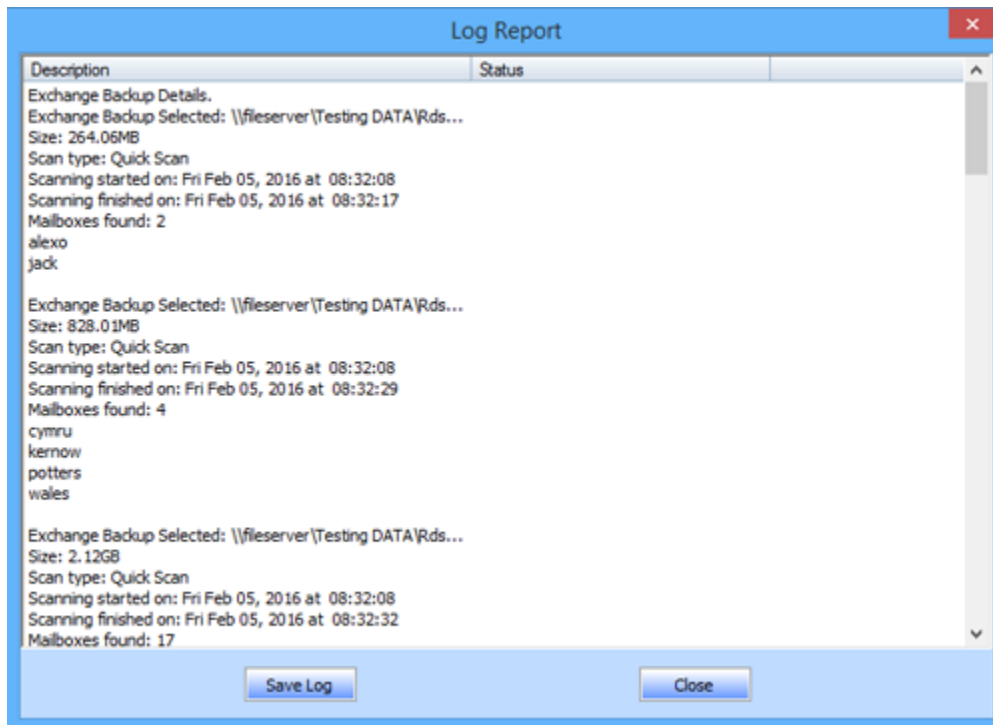 Log Report
Description Status
Exchange Backup Details.
Exchange Backup Selected: \\fileserver\Testing DATA\Rds...
Size: 264.06MB
Scan type: Quick Scan
Scanning started on: Fri Feb 05, 2016 at  08:32:08
Scanning finished on: Fri Feb 05, 2016 at  08:32:17
Mailboxes found: 2
alexo
jack
Exchange Backup Selected: \\fileserver\Testing DATA\Rds...
Size: 828.01MB
Scan type: Quick Scan
Scanning started on: Fri Feb 05, 2016 at  08:32:08
Scanning finished on: Fri Feb 05, 2016 at  08:32:29
Mailboxes found: 4
cymru
kernow
potters
wales
Exchange Backup Selected: \\fileserver\Testing DATA\Rds...
Size: 2.12GB
Scan type: Quick Scan
Scanning started on: Fri Feb 05, 2016 at  08:32:08
Scanning finished on: Fri Feb 05, 2016 at  08:32:32
Mailboxes found: 17
Save Log Close